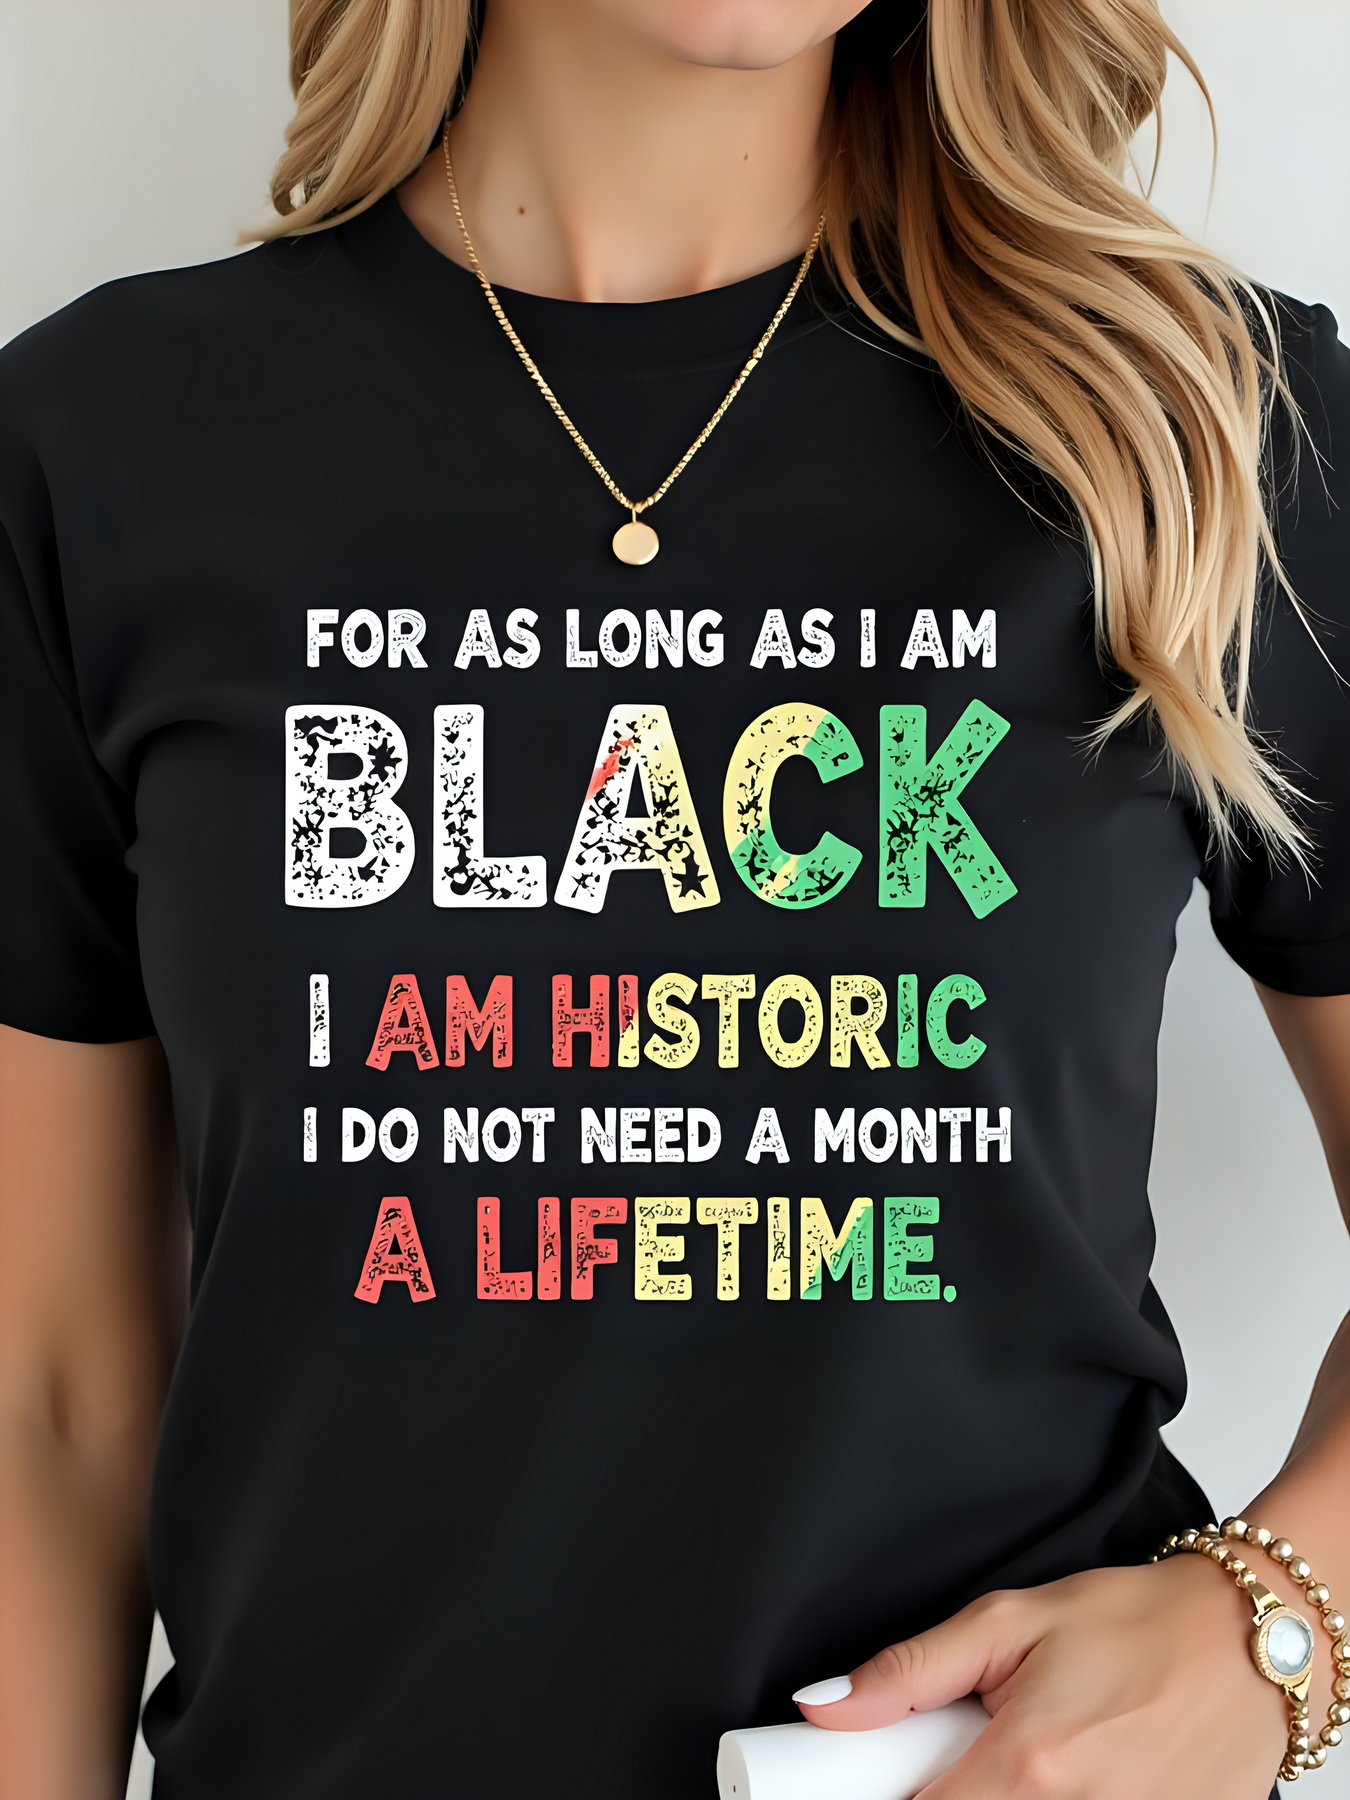 FOR AS LONG AS I AM
BLACK
I AM HISTORIC
I DO NOT NEED A MONTH
A LIFETIME.